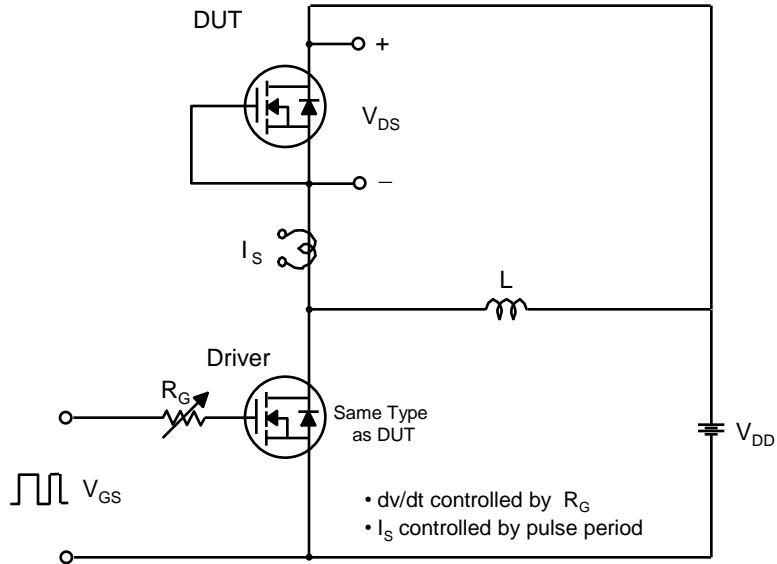 DUT
+
V_DS
−
I_S
L
Driver
R_G
Same Type
as DUT
V_DD
V_GS
• dv/dt controlled by R_G
• I_S controlled by pulse period